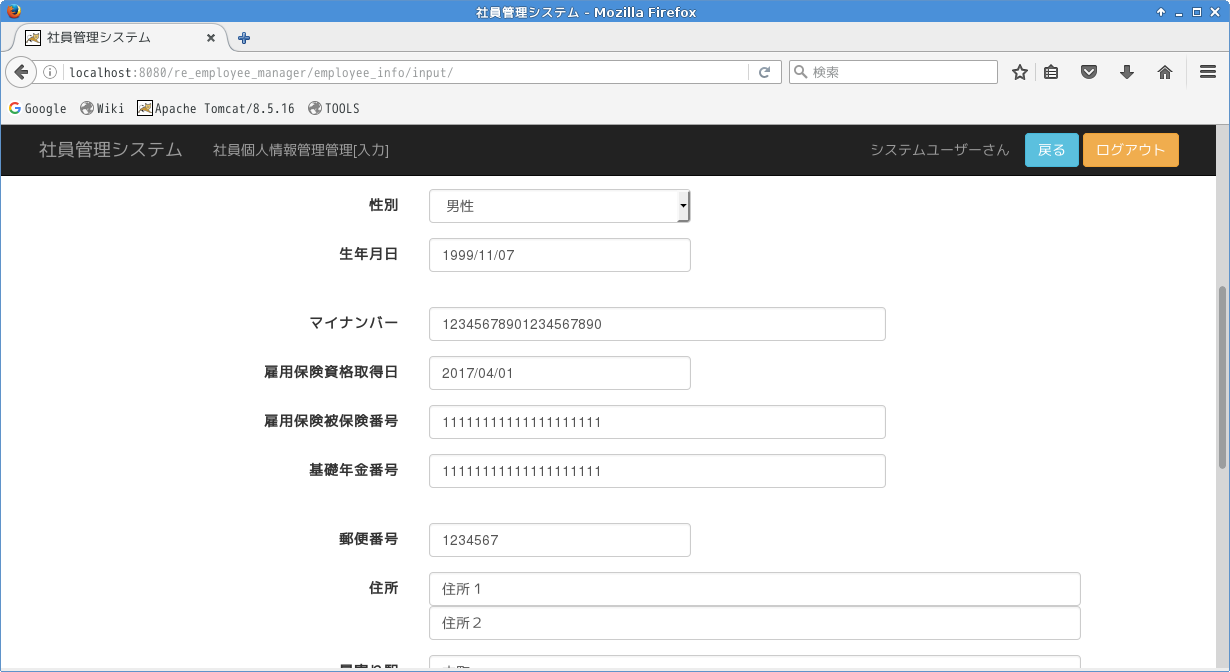 社員管理システム - Mozilla Firefox
社員管理システム
localhost:8080/re_employee_manager/employee_info/input/ 検索
Google Wiki Apache Tomcat/8.5.16 TOOLS
社員管理システム 社員個人情報管理管理[入力] システムユーザーさん 戻る ログアウト
性別 男性
生年月日 1999/11/07
マイナンバー 12345678901234567890
雇用保険資格取得日 2017/04/01
雇用保険被保険番号 11111111111111111111
基礎年金番号 11111111111111111111
郵便番号 1234567
住所 住所１
住所２